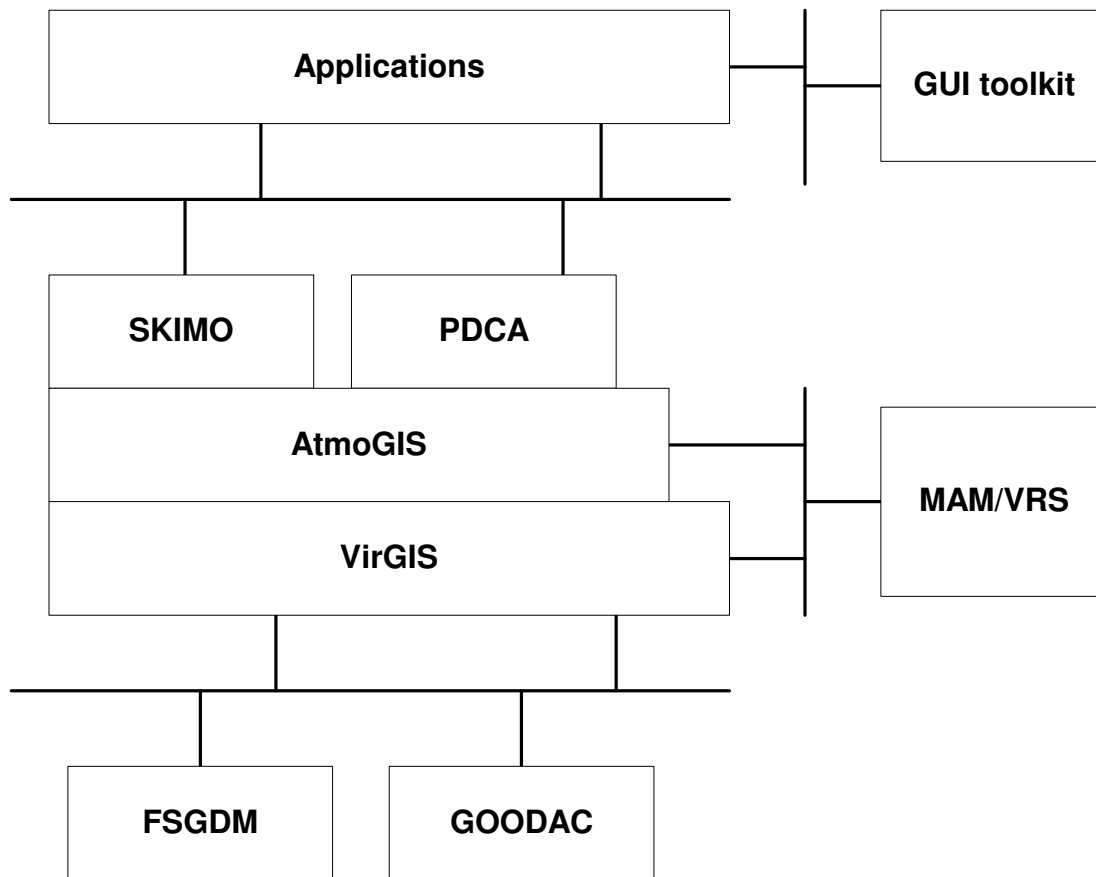 Applications
GUI toolkit
SKIMO
PDCA
AtmoGIS
MAM/VRS
VirGIS
FSGDM
GOODAC